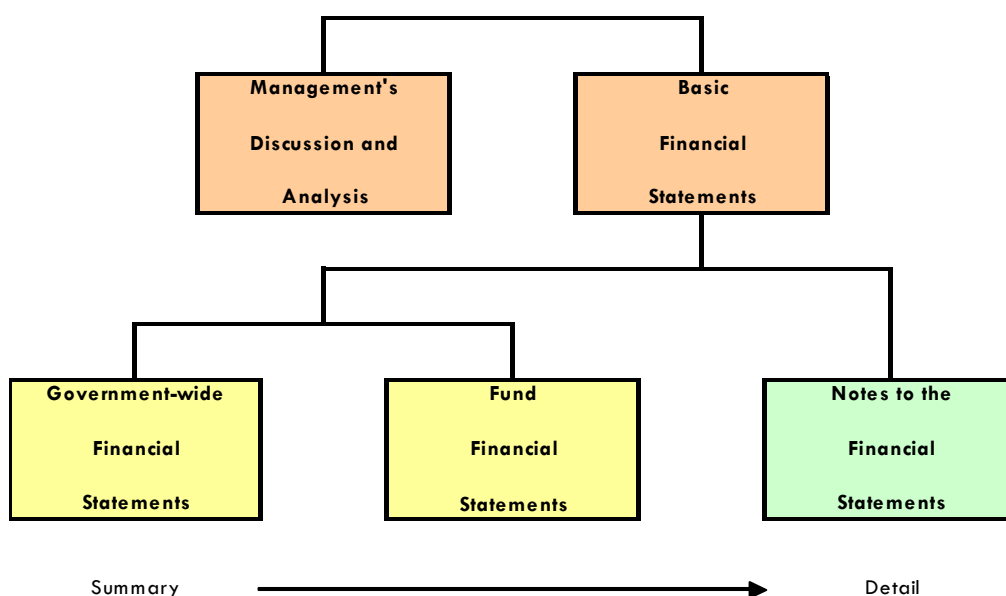 Management's
Discussion and
Analysis
Basic
Financial
Statements
Government-wide
Financial
Statements
Fund
Financial
Statements
Notes to the
Financial
Statements
Summary
Detail